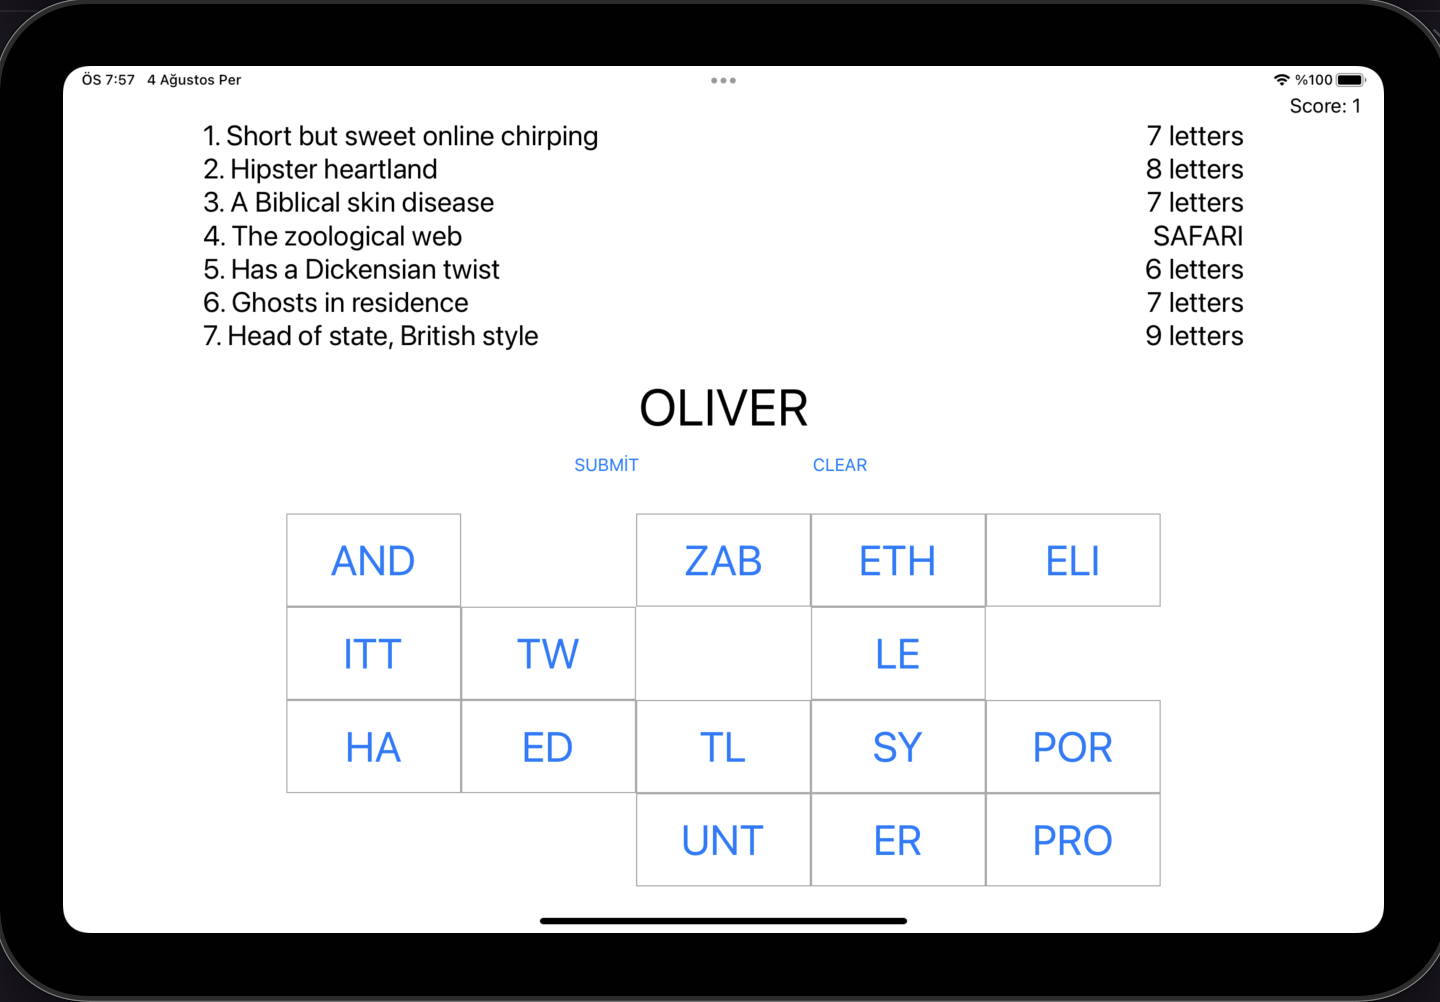 ÖS 7:57 4 Ağustos Per
%100
Score: 1
1. Short but sweet online chirping 7 letters
2. Hipster heartland 8 letters
3. A Biblical skin disease 7 letters
4. The zoological web SAFARI
5. Has a Dickensian twist 6 letters
6. Ghosts in residence 7 letters
7. Head of state, British style 9 letters
OLIVER
SUBMİT CLEAR
AND ZAB ETH ELI
ITT TW LE
HA ED TL SY POR
UNT ER PRO